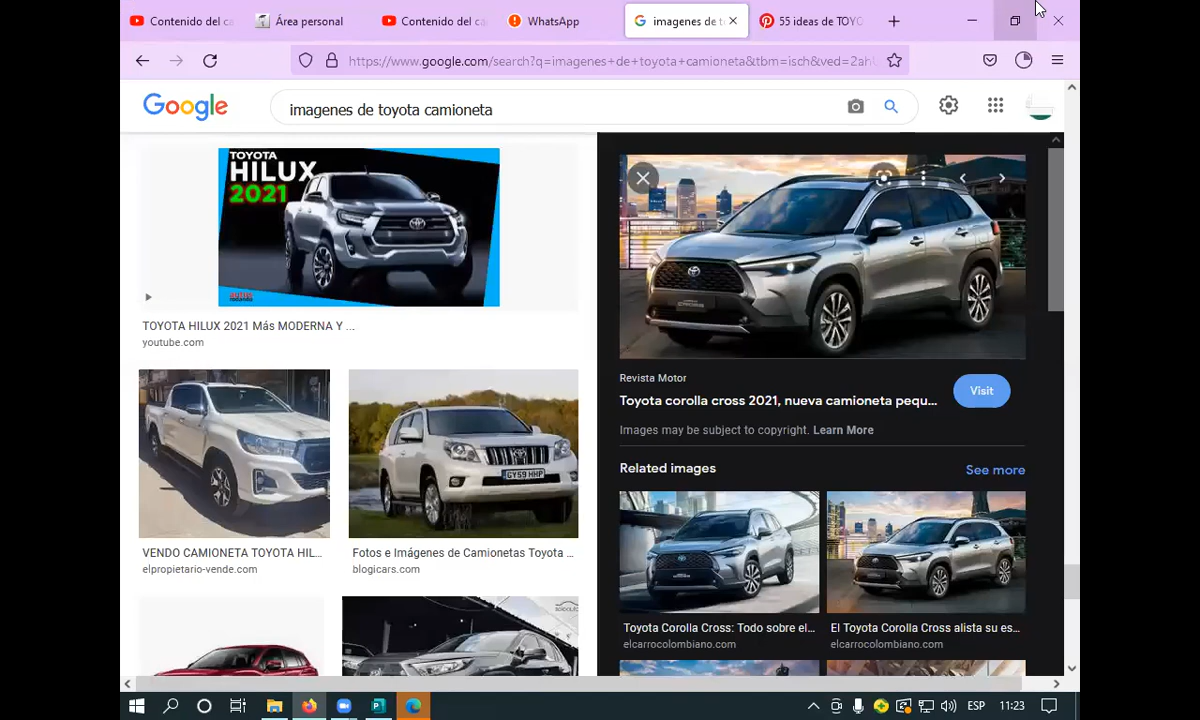 Contenido del ca
Área personal
Contenido del ca
WhatsApp
imagenes de t
55 ideas de TOYO
https://www.google.com/search?q=imagenes+de+toyota+camioneta&tbm=isch&ved=2ah
Google
imagenes de toyota camioneta
TOYOTA
HILUX
2021
TOYOTA HILUX 2021 Más MODERNA Y ...
youtube.com
VENDO CAMIONETA TOYOTA HIL...
elpropietario-vende.com
GY59 HHP
Fotos e Imágenes de Camionetas Toyota ...
blogicars.com
Revista Motor
Toyota corolla cross 2021, nueva camioneta pequ...
Visit
Images may be subject to copyright. Learn More
Related images
See more
Toyota Corolla Cross: Todo sobre el...
elcarrocolombiano.com
El Toyota Corolla Cross alista su es...
elcarrocolombiano.com
ESP
11:23